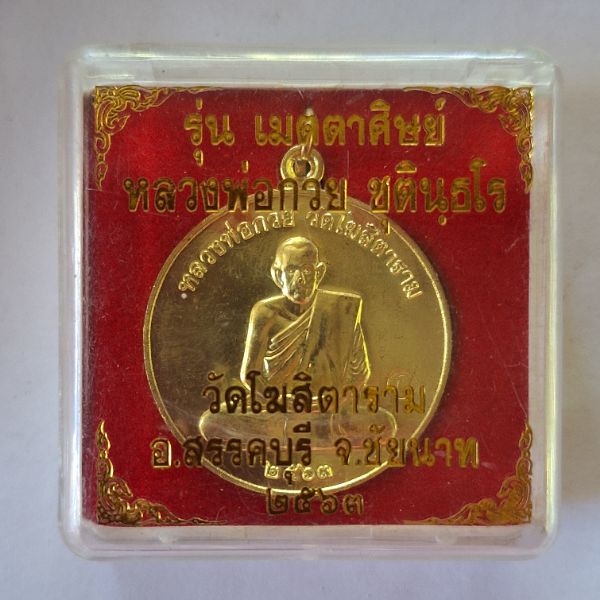 รุ่น เมตตาศิษย์
หลวงพ่อกวย ชุตินฺธโร
หลวงพ่อกวย วัดโฆสิตาราม
วัดโฆสิตาราม
อ.สรรคบุรี จ.ชัยนาท
๒๕๖๓
๒๕๖๓